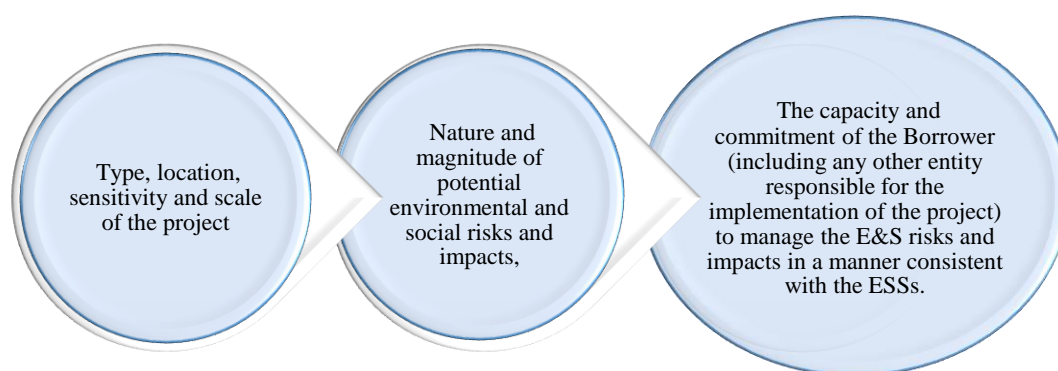 Type, location,
sensitivity and scale
of the project
Nature and
magnitude of
potential
environmental and
social risks and
impacts,
The capacity and
commitment of the Borrower
(including any other entity
responsible for the
implementation of the project)
to manage the E&S risks and
impacts in a manner consistent
with the ESSs.